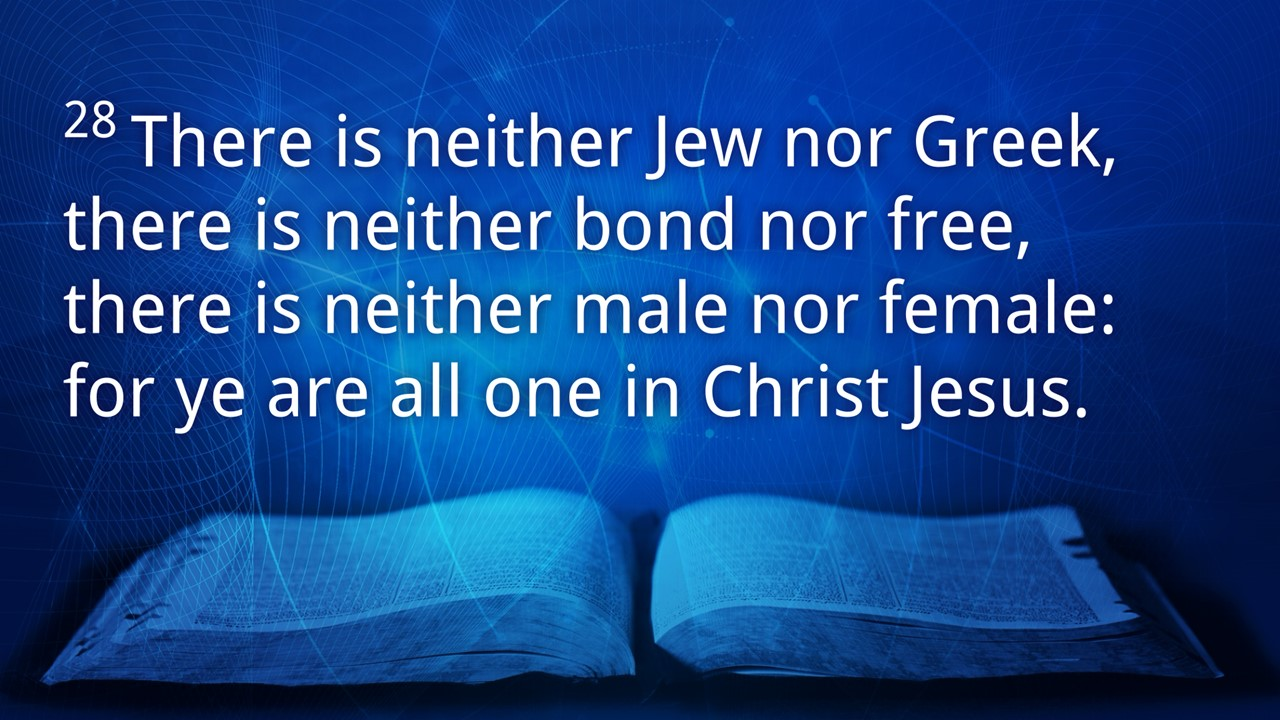 28 There is neither Jew nor Greek,
there is neither bond nor free,
there is neither male nor female:
for ye are all one in Christ Jesus.